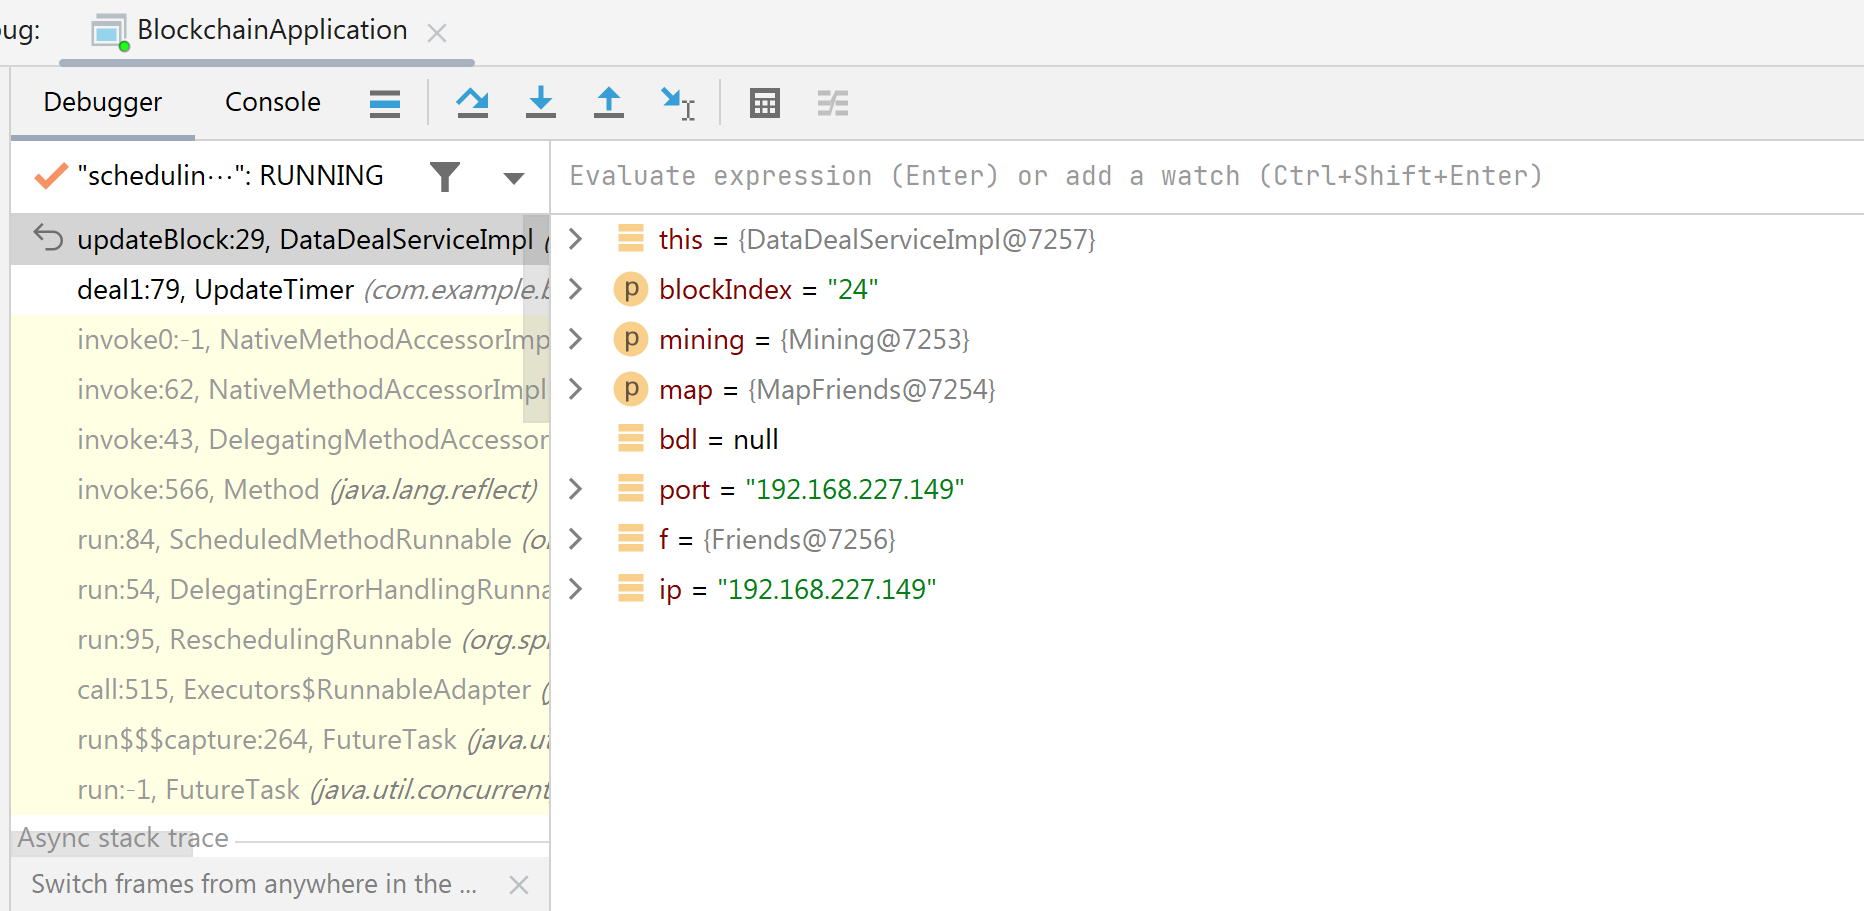 ug:
BlockchainApplication
Debugger
Console
"schedulin···": RUNNING
Evaluate expression (Enter) or add a watch (Ctrl+Shift+Enter)
updateBlock:29, DataDealServiceImpl (
deal1:79, UpdateTimer (com.example.b
invoke0:-1, NativeMethodAccessorImp
invoke:62, NativeMethodAccessorImpl
invoke:43, DelegatingMethodAccessor
invoke:566, Method (java.lang.reflect)
run:84, ScheduledMethodRunnable (o
run:54, DelegatingErrorHandlingRunna
run:95, ReschedulingRunnable (org.sp
call:515, Executors$RunnableAdapter (
run$$$capture:264, FutureTask (java.ut
run:-1, FutureTask (java.util.concurrent
Async stack trace
Switch frames from anywhere in the ...
this = {DataDealServiceImpl@7257}
p blockIndex = "24"
p mining = {Mining@7253}
p map = {MapFriends@7254}
bdl = null
port = "192.168.227.149"
f = {Friends@7256}
ip = "192.168.227.149"